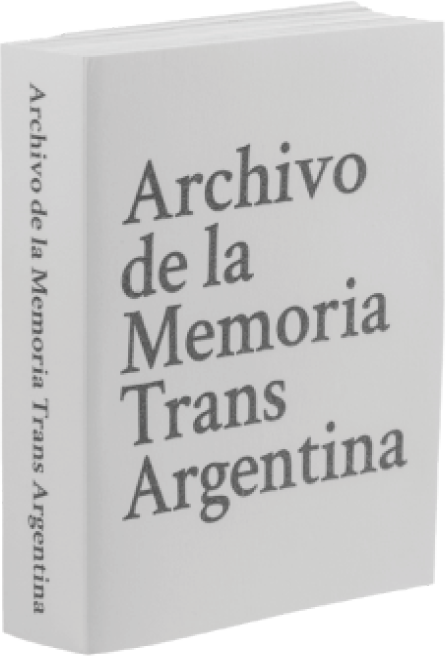 Archivo de la Memoria Trans Argentina
Archivo
de la
Memoria
Trans
Argentina